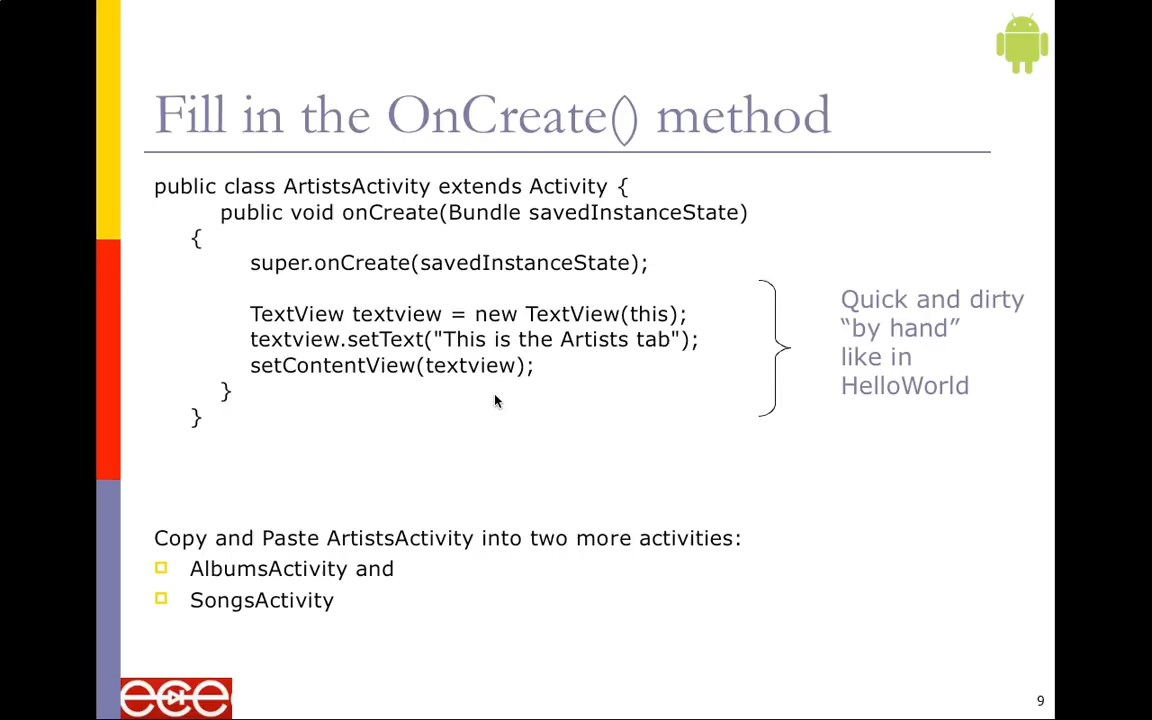 Fill in the OnCreate() method
public class ArtistsActivity extends Activity {
public void onCreate(Bundle savedInstanceState)
{
super.onCreate(savedInstanceState);
TextView textview = new TextView(this);
textview.setText("This is the Artists tab");
setContentView(textview);
}
}
Quick and dirty
“by hand”
like in
HelloWorld
Copy and Paste ArtistsActivity into two more activities:
AlbumsActivity and
SongsActivity
ece
9